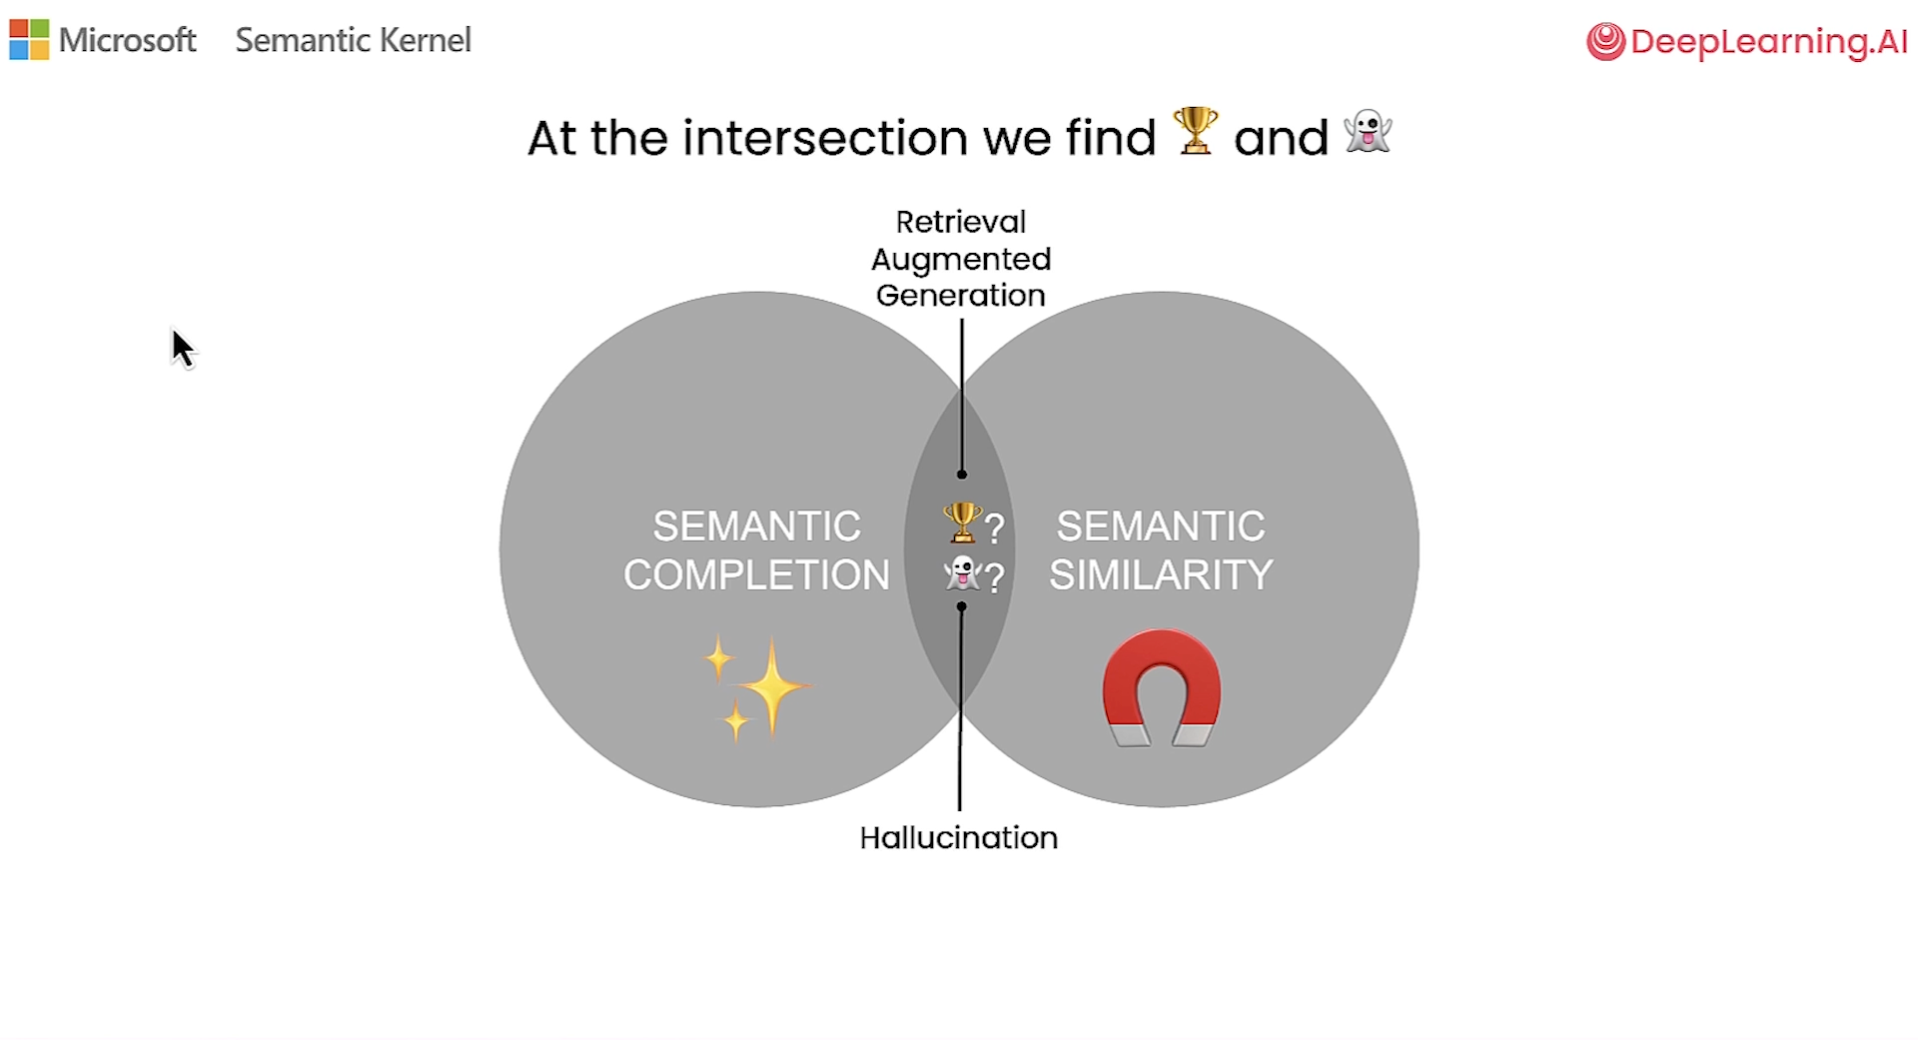 Microsoft Semantic Kernel
DeepLearning.AI
At the intersection we find 🏆 and 👻
Retrieval
Augmented
Generation
SEMANTIC
COMPLETION
🏆?
👻?
SEMANTIC
SIMILARITY
Hallucination